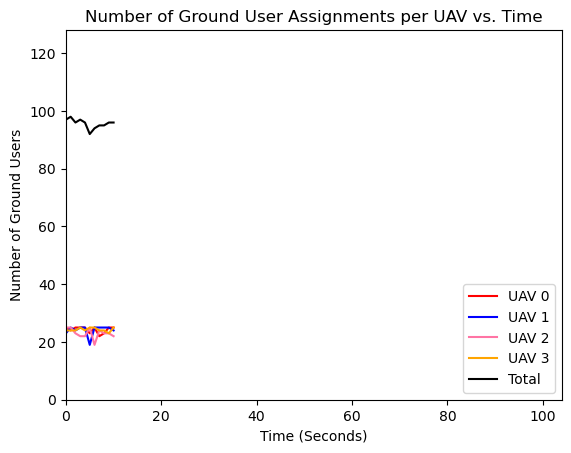 Number of Ground User Assignments per UAV vs. Time
Number of Ground Users
120
100
80
60
40
20
0
0 20 40 60 80 100
Time (Seconds)
UAV 0
UAV 1
UAV 2
UAV 3
Total